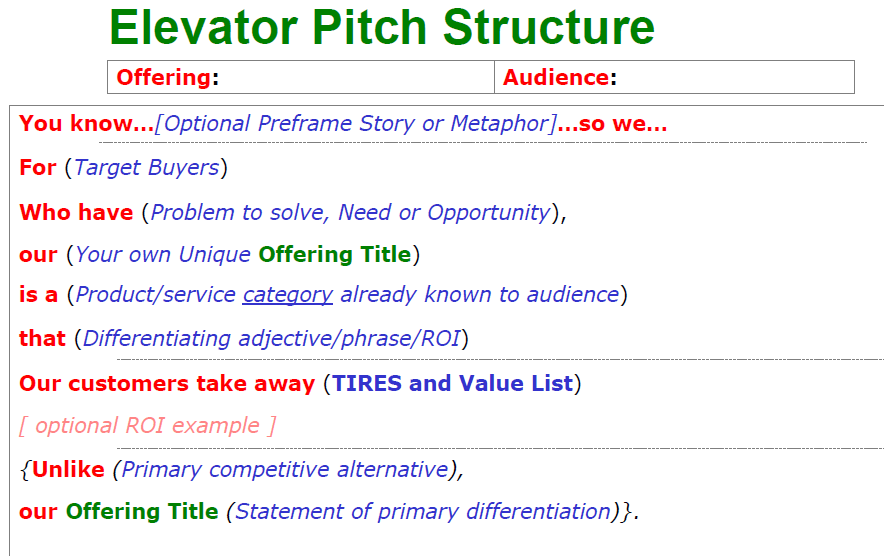 Elevator Pitch Structure
Offering: Audience:
You know...[Optional Preframe Story or Metaphor]...so we...
For (Target Buyers)
Who have (Problem to solve, Need or Opportunity),
our (Your own Unique Offering Title)
is a (Product/service category already known to audience)
that (Differentiating adjective/phrase/ROI)
Our customers take away (TIRES and Value List)
[ optional ROI example ]
{Unlike (Primary competitive alternative),
our Offering Title (Statement of primary differentiation)}.